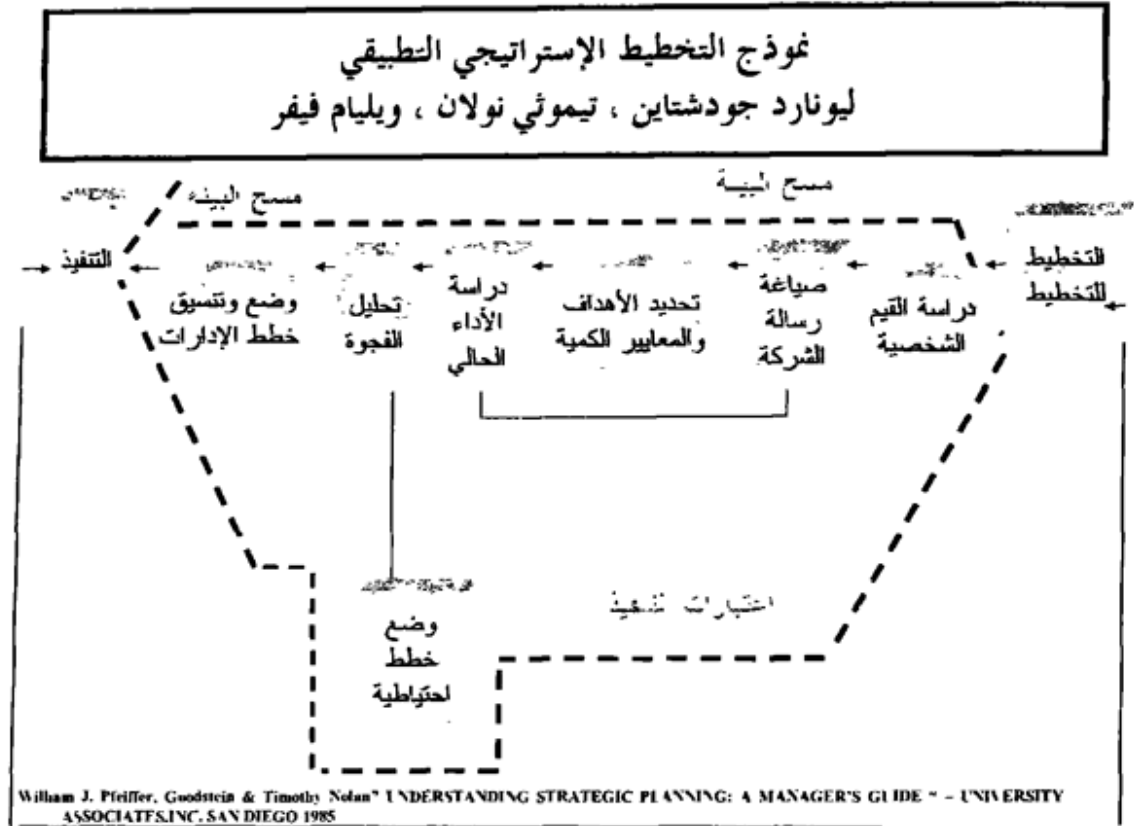 نموذج التخطيط الإستراتيجي التطبيقي
ليونارد جودشتاين ، تيموثي نولان ، ويليام فيفر
مسح البيئة
مسح البيئة
التخطيط
للتخطيط
دراسة القيم
الشخصية
صياغة
رسالة
الشركة
تحديد الأهداف
والمعايير الكمية
دراسة
الأداء
الحالي
تحليل
الفجوة
وضع وتنسيق
خطط الإدارات
التنفيذ
وضع
خطط
احتياطية
اعتبارات
William J. Pfeiffer, Goodstein & Timothy Nolan" UNDERSTANDING STRATEGIC PLANNING: A MANAGER'S GUIDE " – UNIVERSITY
ASSOCIATES,INC. SAN DIEGO 1985